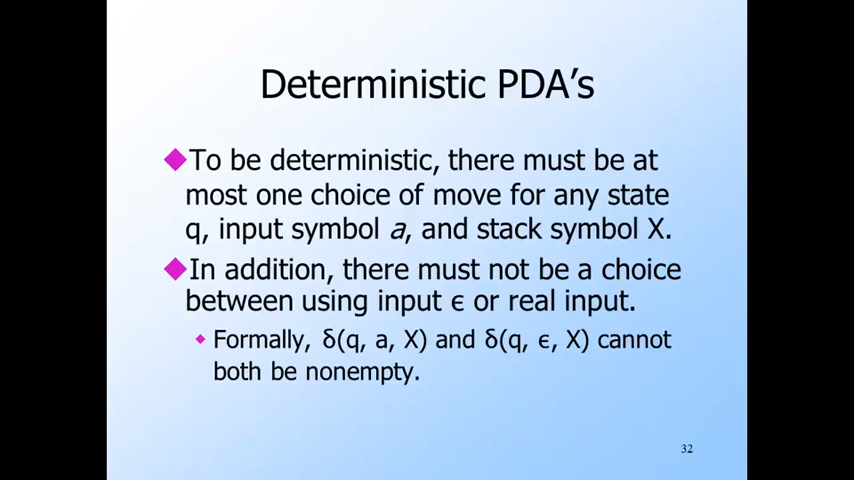 Deterministic PDA’s
To be deterministic, there must be at
most one choice of move for any state
q, input symbol a, and stack symbol X.
In addition, there must not be a choice
between using input ϵ or real input.
Formally, δ(q, a, X) and δ(q, ϵ, X) cannot
both be nonempty.
32